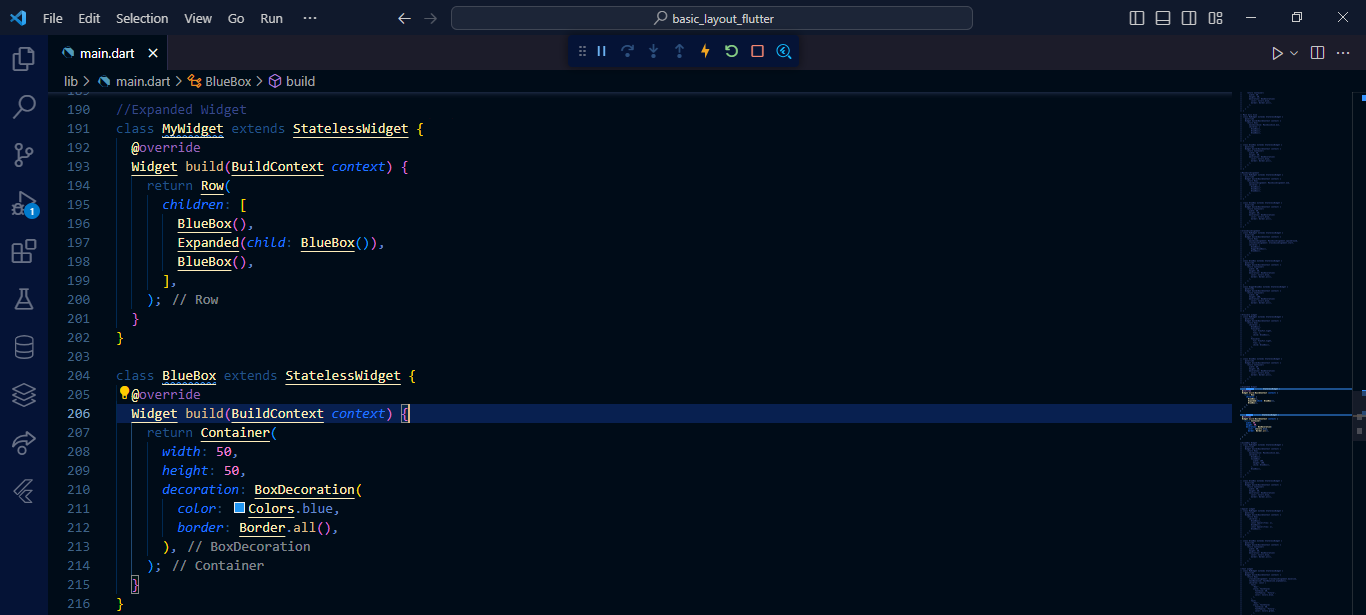 File Edit Selection View Go Run ···
basic_layout_flutter
main.dart
lib > main.dart > BlueBox > build
189
190 //Expanded Widget
191 class MyWidget extends StatelessWidget {
192 @override
193 Widget build(BuildContext context) {
194 return Row(
195 children: [
196 BlueBox(),
197 Expanded(child: BlueBox()),
198 BlueBox(),
199 ],
200 ); // Row
201 }
202 }
203
204 class BlueBox extends StatelessWidget {
205 @override
206 Widget build(BuildContext context) {
207 return Container(
208 width: 50,
209 height: 50,
210 decoration: BoxDecoration(
211 color: Colors.blue,
212 border: Border.all(),
213 ), // BoxDecoration
214 ); // Container
215 }
216 }
1